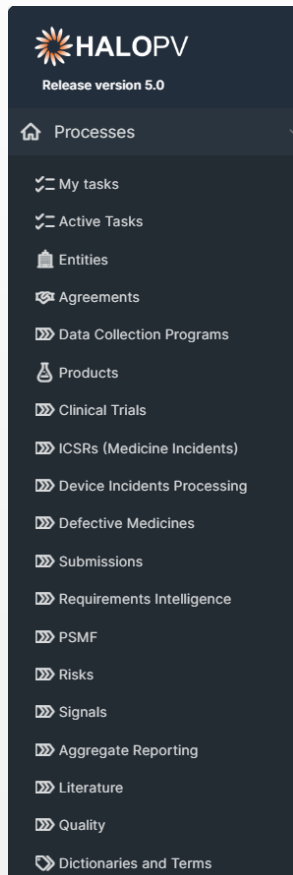 HALOPV
Release version 5.0
Processes
My tasks
Active Tasks
Entities
Agreements
Data Collection Programs
Products
Clinical Trials
ICSRs (Medicine Incidents)
Device Incidents Processing
Defective Medicines
Submissions
Requirements Intelligence
PSMF
Risks
Signals
Aggregate Reporting
Literature
Quality
Dictionaries and Terms